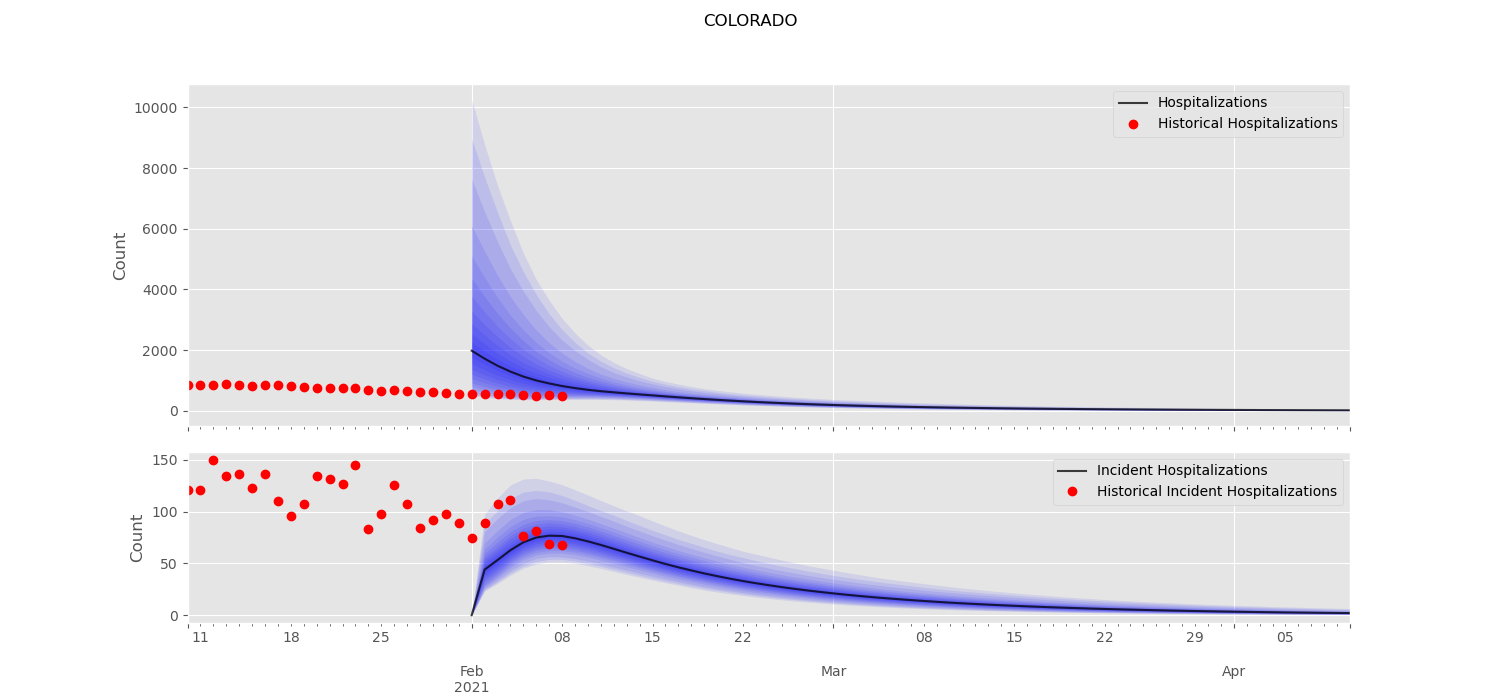 COLORADO
Count
10000
8000
6000
4000
2000
0
Hospitalizations
Historical Hospitalizations
Count
150
100
50
0
Incident Hospitalizations
Historical Incident Hospitalizations
11 18 25 08 15 22 08 15 22 29 05
Feb Mar Apr
2021